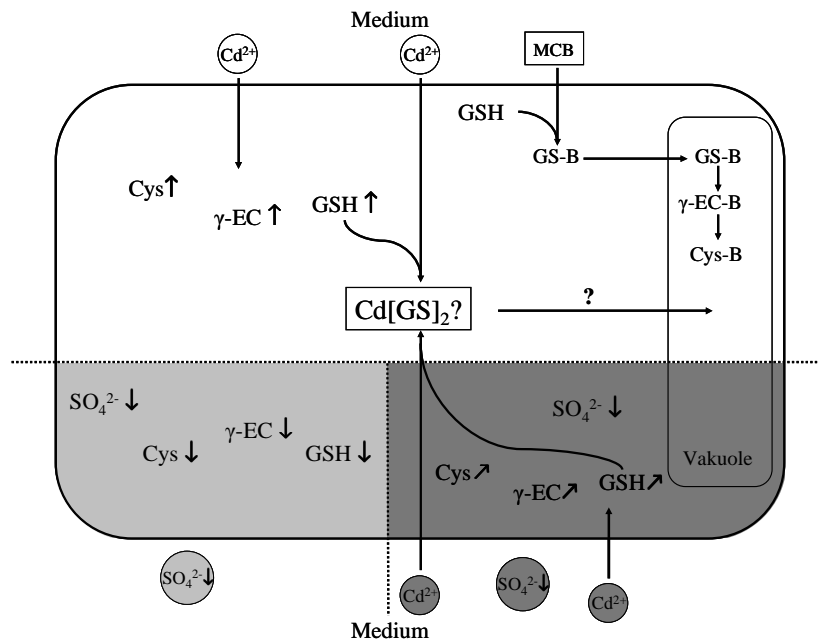 Medium
Cd²⁺
Cd²⁺
MCB
GSH
GS-B
GS-B
Cys↑
γ-EC↑
GSH↑
γ-EC-B
Cys-B
Cd[GS]₂?
?
SO₄²⁻↓
Cys↓
γ-EC↓
GSH↓
SO₄²⁻↓
Cys↗
γ-EC↗
GSH↗
Vakuole
SO₄²⁻↓
Cd²⁺
SO₄²⁻↓
Cd²⁺
Medium